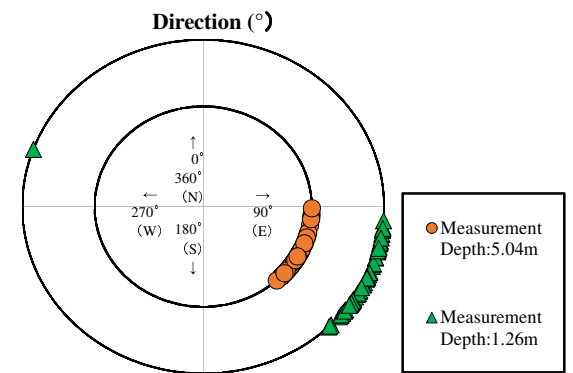 Direction (°)
↑
0°
360°
(N)
←
270°
(W)
→
90°
(E)
180°
(S)
↓
Measurement
Depth:5.04m
Measurement
Depth:1.26m